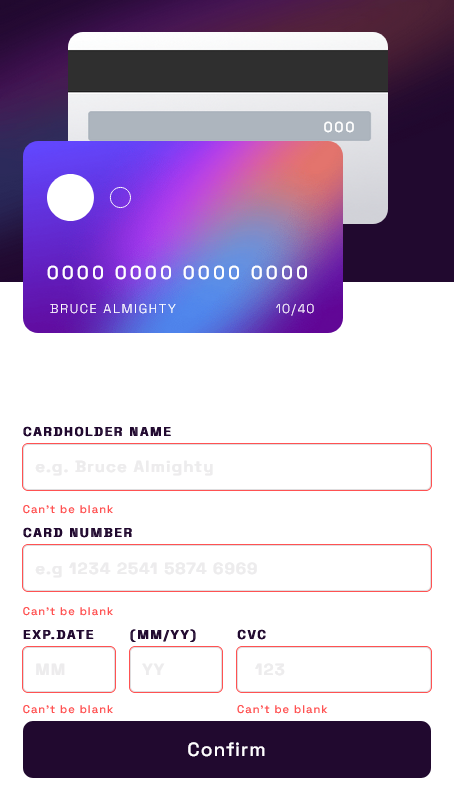 000
0000 0000 0000 0000
BRUCE ALMIGHTY 10/40
CARDHOLDER NAME
e.g. Bruce Almighty
Can't be blank
CARD NUMBER
e.g 1234 2541 5874 6969
Can't be blank
EXP.DATE (MM/YY) CVC
MM YY 123
Can't be blank Can't be blank
Confirm